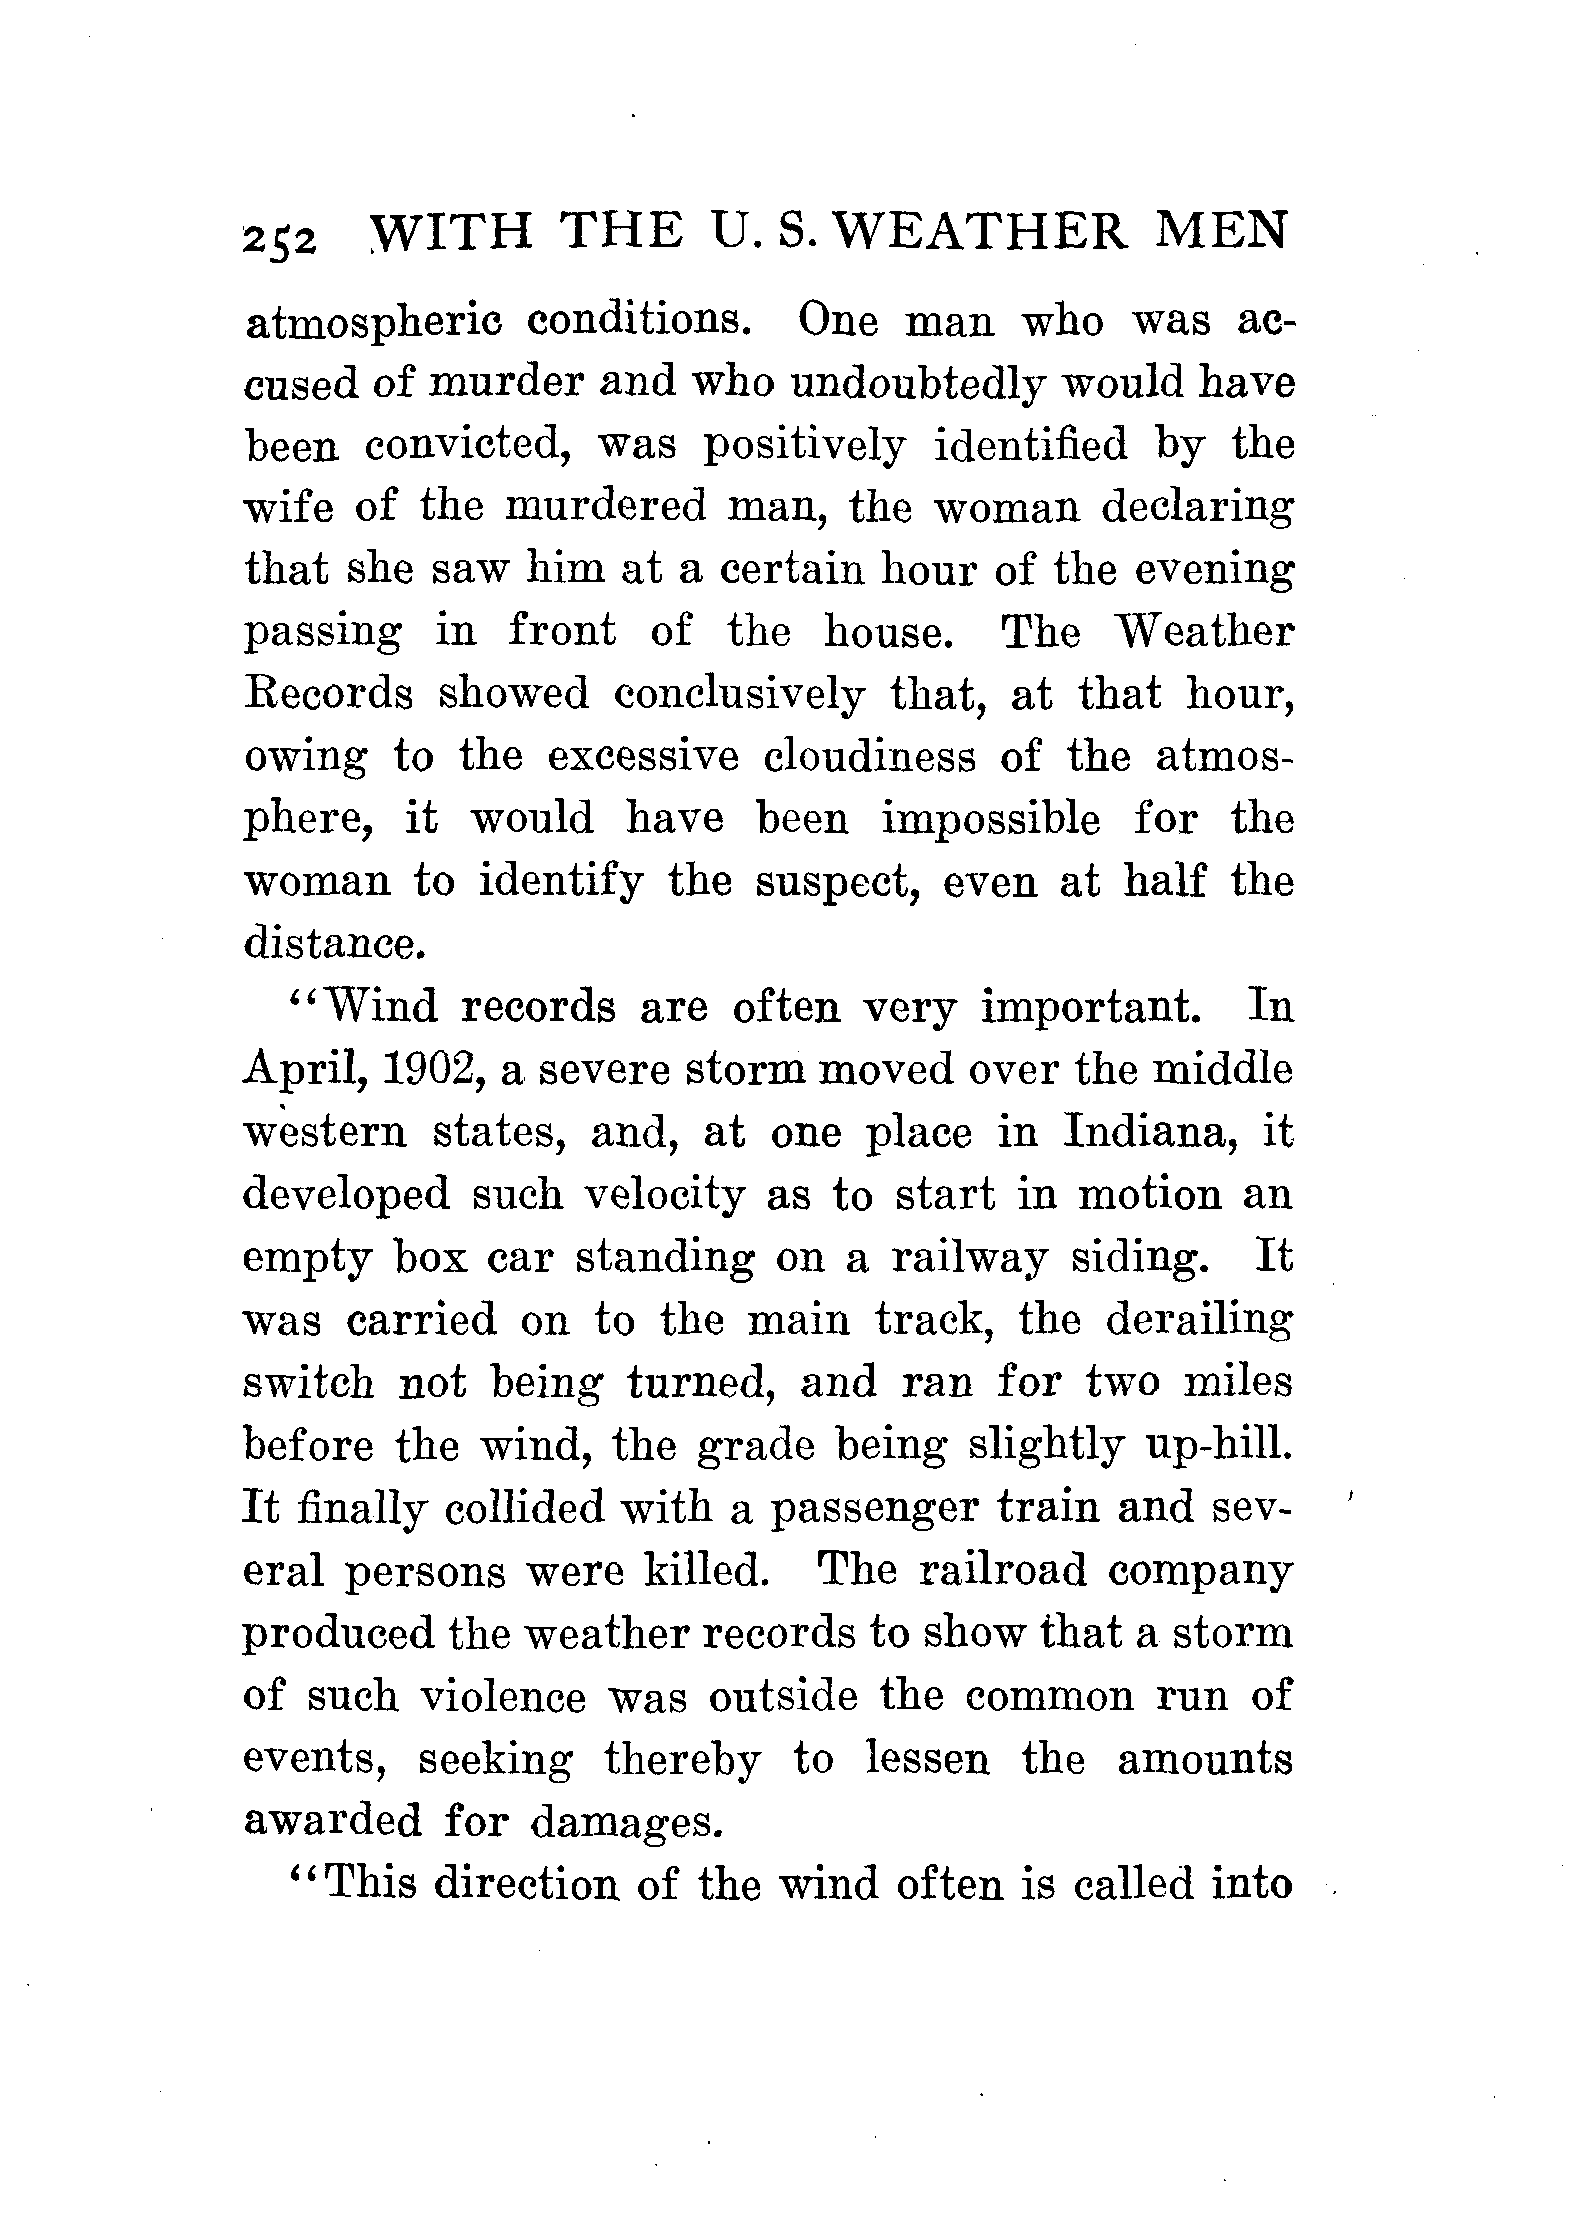 252 WITH THE U. S. WEATHER MEN
atmospheric conditions. One man who was ac-
cused of murder and who undoubtedly would have
been convicted, was positively identified by the
wife of the murdered man, the woman declaring
that she saw him at a certain hour of the evening
passing in front of the house. The Weather
Records showed conclusively that, at that hour,
owing to the excessive cloudiness of the atmos-
phere, it would have been impossible for the
woman to identify the suspect, even at half the
distance.
"Wind records are often very important. In
April, 1902, a severe storm moved over the middle
western states, and, at one place in Indiana, it
developed such velocity as to start in motion an
empty box car standing on a railway siding. It
was carried on to the main track, the derailing
switch not being turned, and ran for two miles
before the wind, the grade being slightly up-hill.
It finally collided with a passenger train and sev-
eral persons were killed. The railroad company
produced the weather records to show that a storm
of such violence was outside the common run of
events, seeking thereby to lessen the amounts
awarded for damages.
"This direction of the wind often is called into